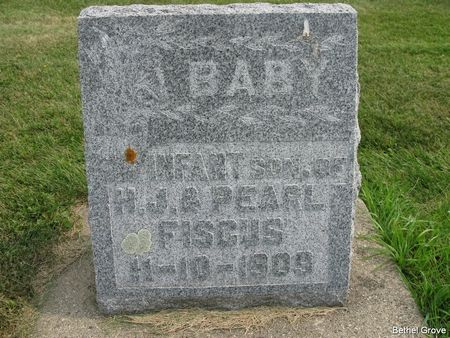 BABY
INFANT SON OF
H.J. & PEARL
FISCUS
11-10-1909
Bethel Grove